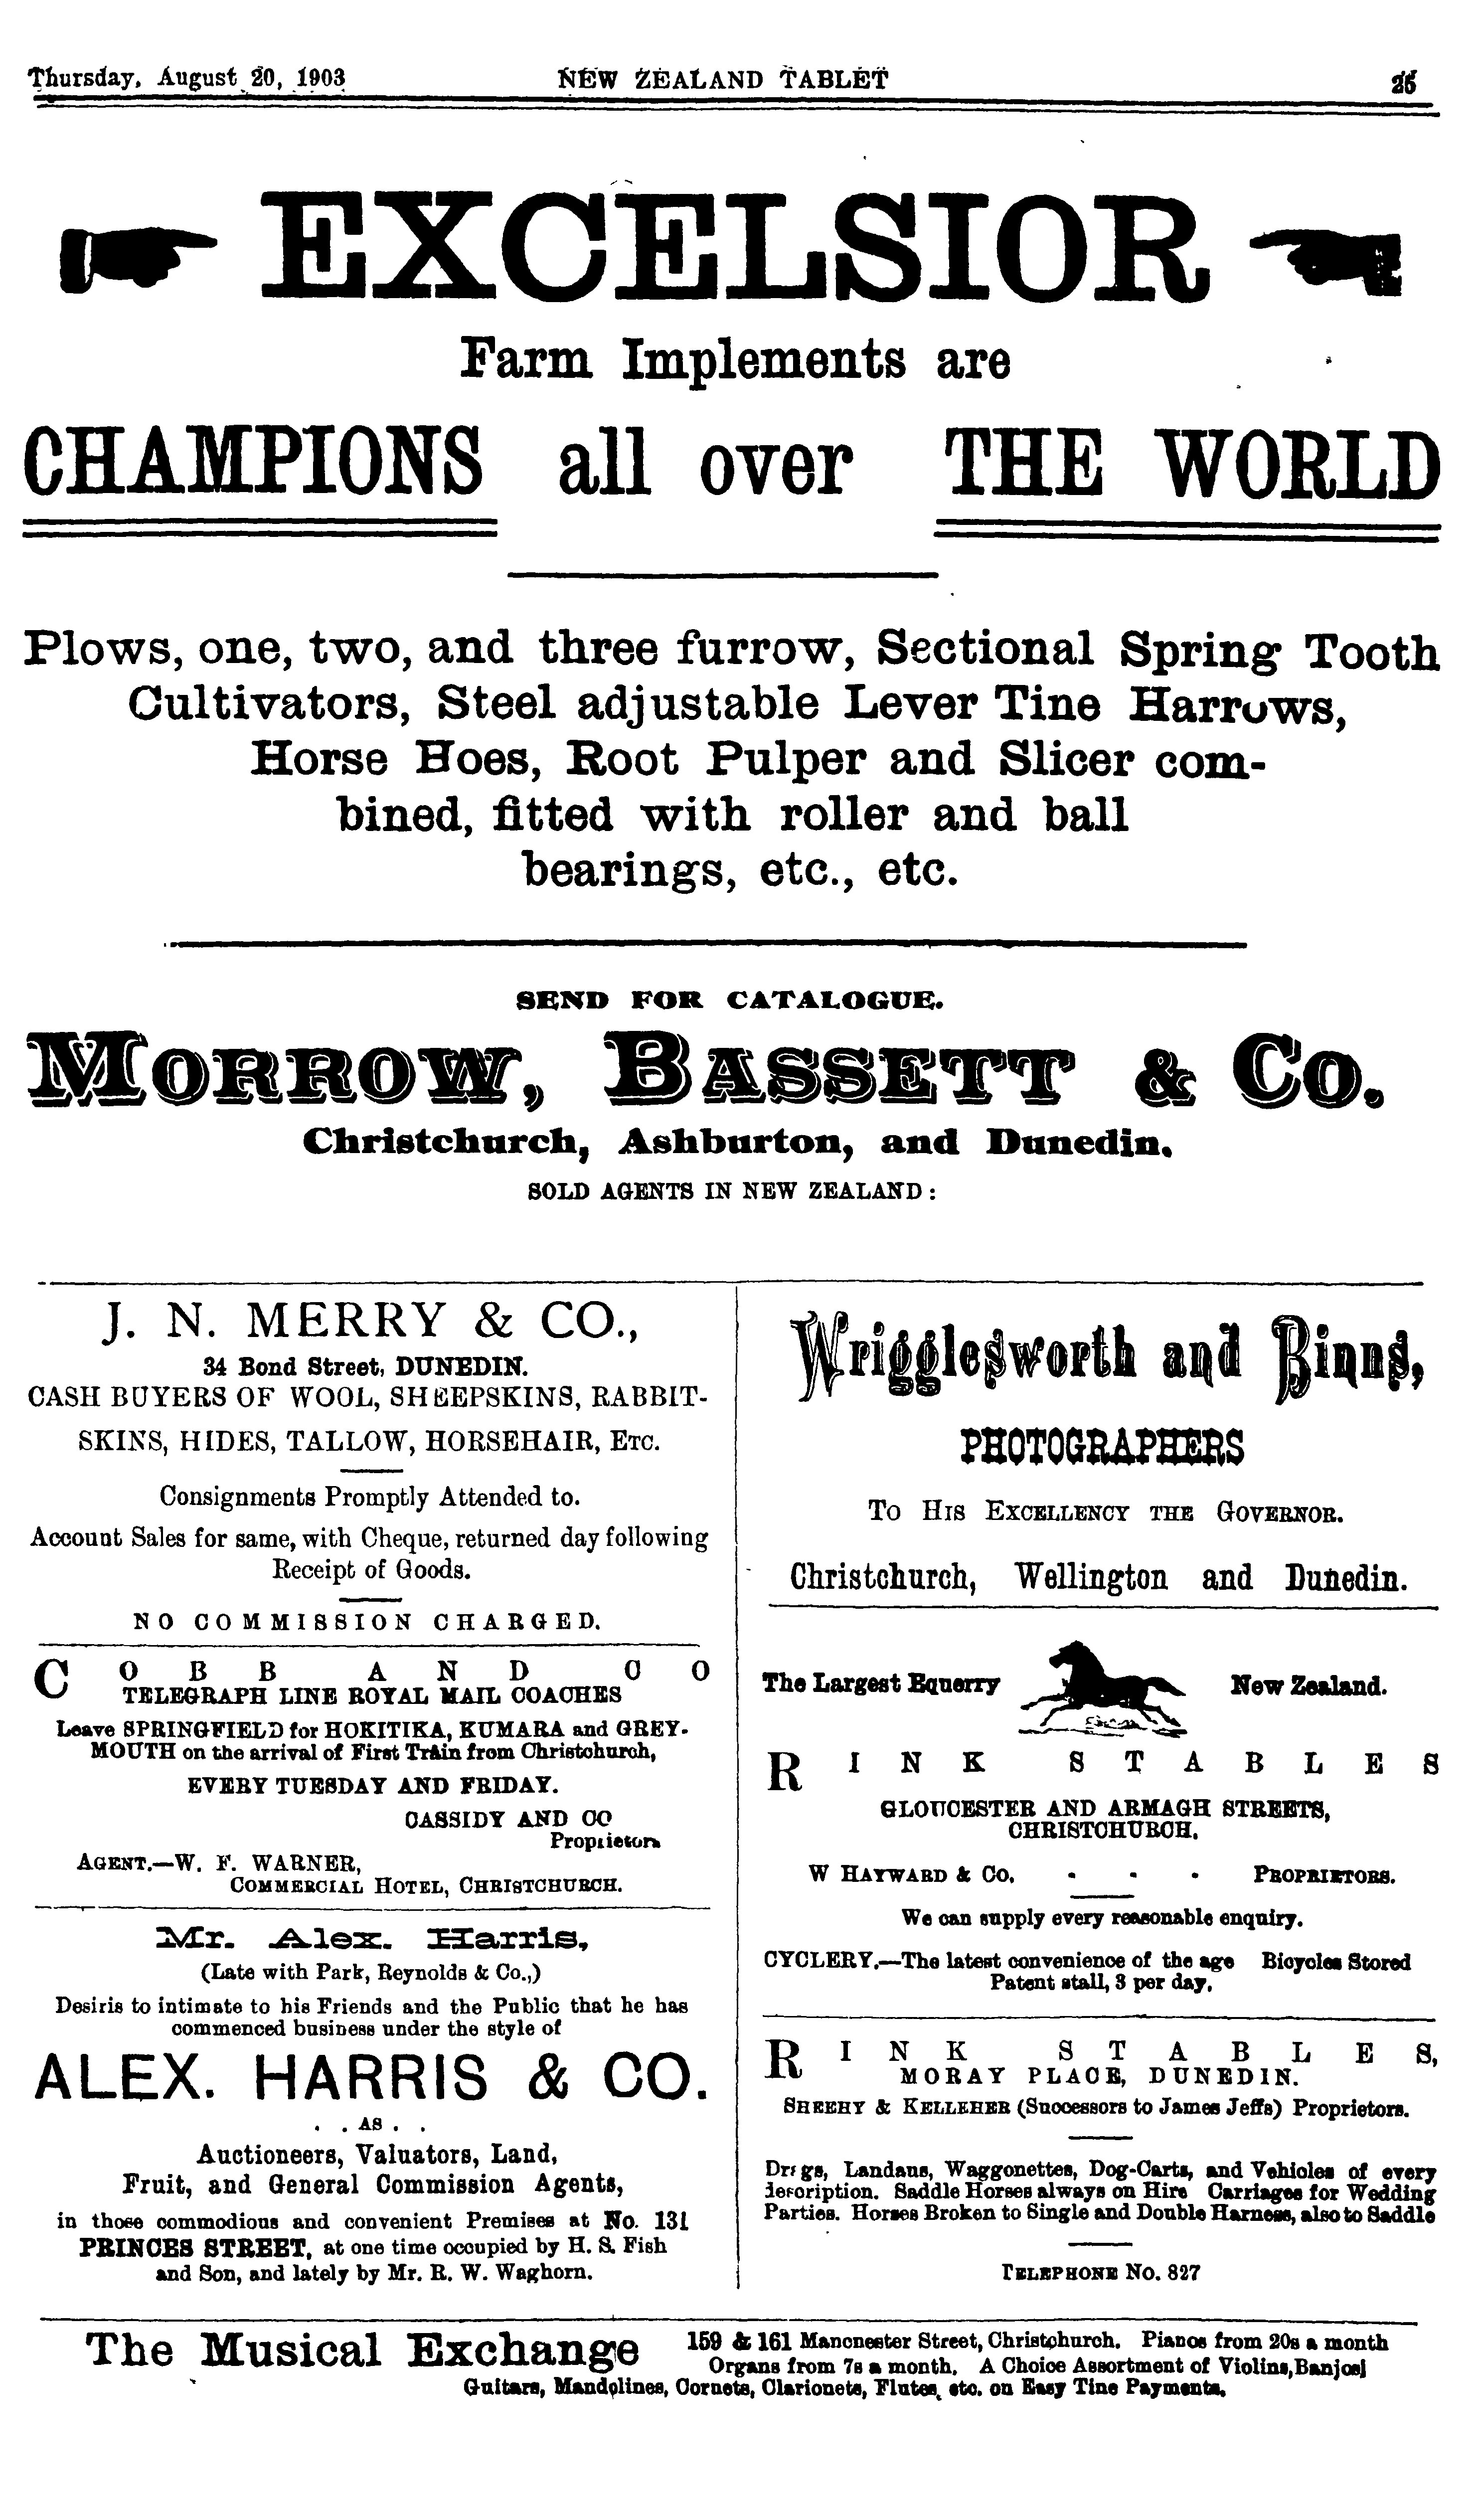 Thursday, August 20, 1903
NEW ZEALAND TABLET
25
EXCELSIOR
Farm Implements are
CHAMPIONS all over THE WORLD
Plows, one, two, and three furrow, Sectional Spring Tooth
Cultivators, Steel adjustable Lever Tine Harrows,
Horse Hoes, Root Pulper and Slicer com-
bined, fitted with roller and ball
bearings, etc., etc.
SEND FOR CATALOGUE.
MORROW, BASSETT & CO.
Christchurch, Ashburton, and Dunedin.
SOLD AGENTS IN NEW ZEALAND:
J. N. MERRY & CO.,
34 Bond Street, DUNEDIN.
CASH BUYERS OF WOOL, SHEEPSKINS, RABBIT-
SKINS, HIDES, TALLOW, HORSEHAIR, ETC.
Consignments Promptly Attended to.
Account Sales for same, with Cheque, returned day following
Receipt of Goods.
NO COMMISSION CHARGED.
COBB AND CO
TELEGRAPH LINE ROYAL MAIL COACHES
Leave SPRINGFIELD for HOKITIKA, KUMARA and GREY-
MOUTH on the arrival of First Train from Christchurch,
EVERY TUESDAY AND FRIDAY.
CASSIDY AND CO
Proprietors
AGENT.—W. F. WARNER,
COMMERCIAL HOTEL, CHRISTCHURCH.
Mr. Alex. Harris,
(Late with Park, Reynolds & Co.,)
Desiris to intimate to his Friends and the Public that he has
commenced business under the style of
ALEX. HARRIS & CO.
. . AS . .
Auctioneers, Valuators, Land,
Fruit, and General Commission Agents,
in those commodious and convenient Premises at No. 131
PRINCES STREET, at one time occupied by H. S. Fish
and Son, and lately by Mr. R. W. Waghorn.
Wrigglesworth and Binns,
PHOTOGRAPHERS
TO HIS EXCELLENCY THE GOVERNOR.
Christchurch, Wellington and Dunedin.
The Largest Equerry New Zealand.
RINK STABLES
GLOUCESTER AND ARMAGH STREETS,
CHRISTCHURCH.
W HAYWARD & CO. - - - PROPRIETORS.
We can supply every reasonable enquiry.
CYCLERY.—The latest convenience of the age Bicycles Stored
Patent stall, 3 per day.
RINK STABLES,
MORAY PLACE, DUNEDIN.
SHEEHY & KELLEHER (Successors to James Jeffs) Proprietors.
Drags, Landaus, Waggonettes, Dog-Carts, and Vehicles of every
description. Saddle Horses always on Hire Carriages for Wedding
Parties. Horses Broken to Single and Double Harness, also to Saddle
TELEPHONE No. 827
The Musical Exchange
159 & 161 Manchester Street, Christchurch. Pianos from 20s a month
Organs from 7s a month. A Choice Assortment of Violins, Banjos]
Guitars, Mandolines, Cornets, Clarionets, Flutes, etc. on Easy Tine Payments.